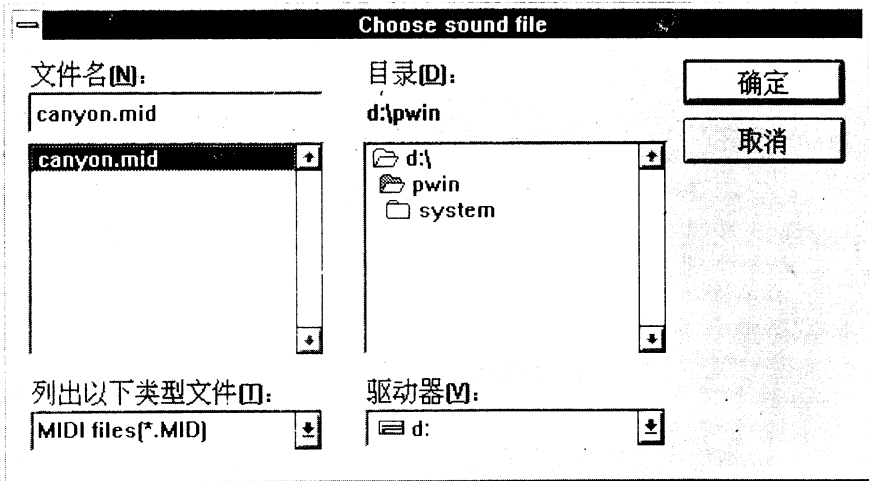 Choose sound file
文件名(N):
canyon.mid
canyon.mid
列出以下类型文件(T):
MIDI files(*.MID)
目录(D):
d:\pwin
d:\
pwin
system
驱动器(V):
d:
确定
取消